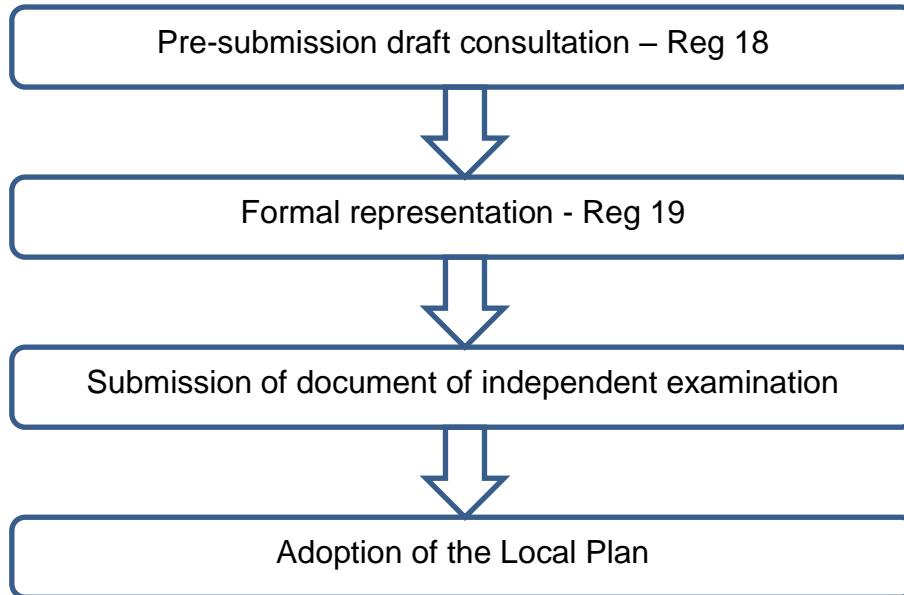 Pre-submission draft consultation – Reg 18
Formal representation - Reg 19
Submission of document of independent examination
Adoption of the Local Plan